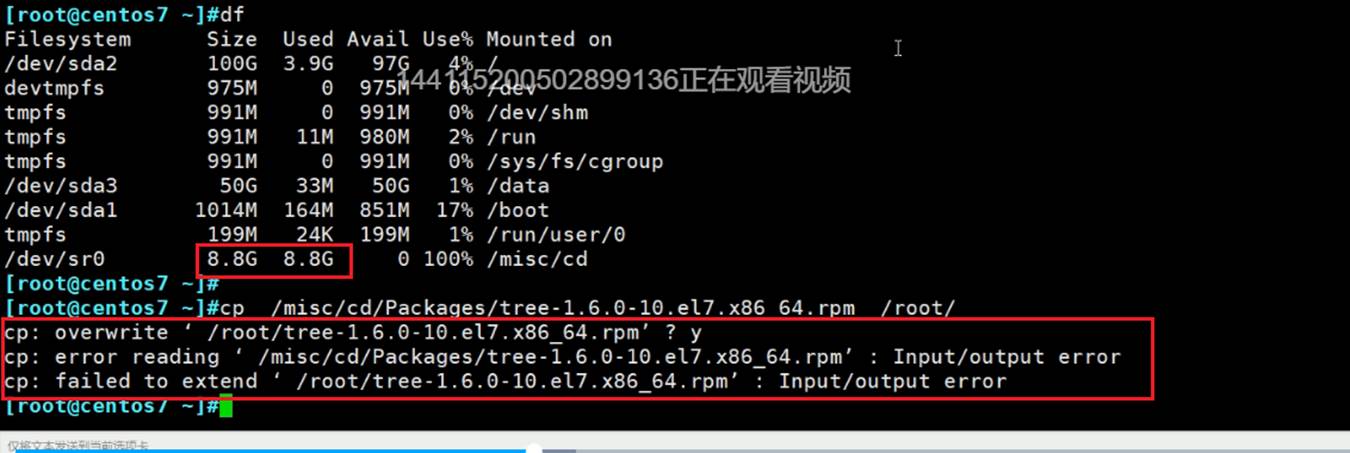 [root@centos7 ~]#df
Filesystem Size Used Avail Use% Mounted on
/dev/sda2 100G 3.9G 97G 4% /
144115200502899136正在观看视频
devtmpfs 975M 0 975M 0% /dev
tmpfs 991M 0 991M 0% /dev/shm
tmpfs 991M 11M 980M 2% /run
tmpfs 991M 0 991M 0% /sys/fs/cgroup
/dev/sda3 50G 33M 50G 1% /data
/dev/sda1 1014M 164M 851M 17% /boot
tmpfs 199M 24K 199M 1% /run/user/0
/dev/sr0 8.8G 8.8G 0 100% /misc/cd
[root@centos7 ~]#
[root@centos7 ~]#cp /misc/cd/Packages/tree-1.6.0-10.el7.x86_64.rpm /root/
cp: overwrite ‘ /root/tree-1.6.0-10.el7.x86_64.rpm’ ? y
cp: error reading ‘ /misc/cd/Packages/tree-1.6.0-10.el7.x86_64.rpm’ : Input/output error
cp: failed to extend ‘ /root/tree-1.6.0-10.el7.x86_64.rpm’ : Input/output error
[root@centos7 ~]#
仅将文本发送到当前选项卡